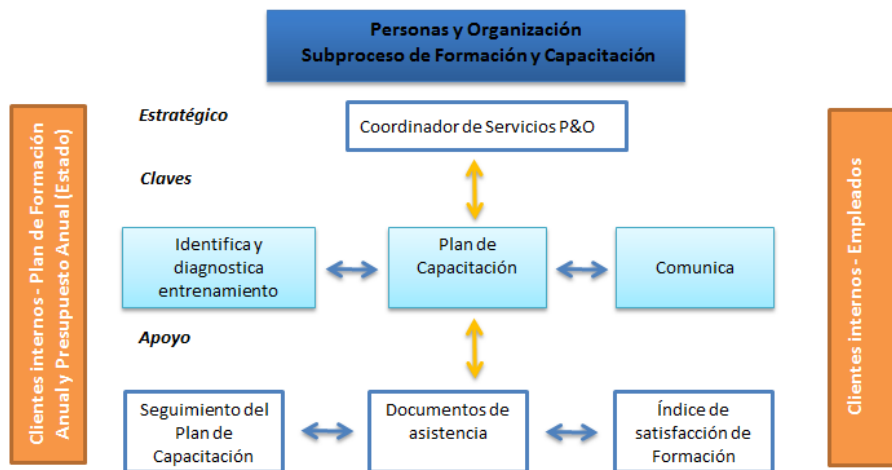 Personas y Organización
Subproceso de Formación y Capacitación
Clientes internos - Plan de Formación
Anual y Presupuesto Anual (Estado)
Estratégico
Coordinador de Servicios P&O
Claves
Identifica y
diagnostica
entrenamiento
Plan de
Capacitación
Comunica
Apoyo
Seguimiento del
Plan de
Capacitación
Documentos de
asistencia
Índice de
satisfacción de
Formación
Clientes internos - Empleados